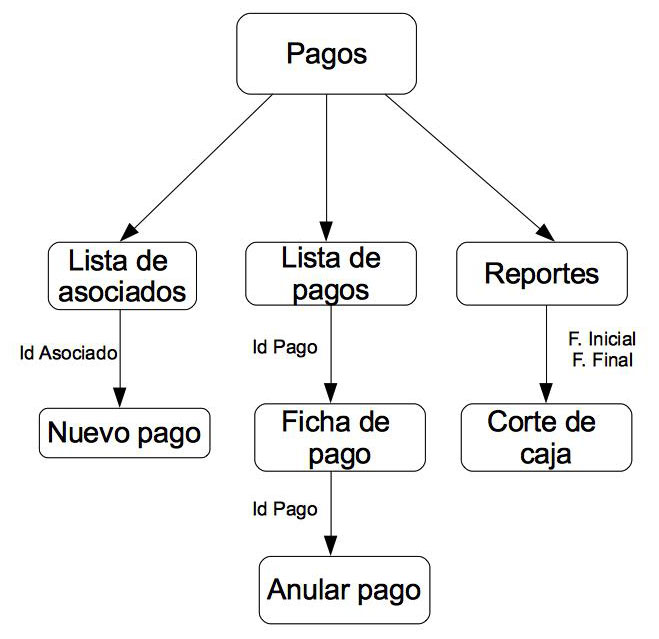 Pagos
Lista de
asociados
Lista de
pagos
Reportes
Id Asociado
Id Pago
F. Inicial
F. Final
Nuevo pago
Ficha de
pago
Corte de
caja
Id Pago
Anular pago